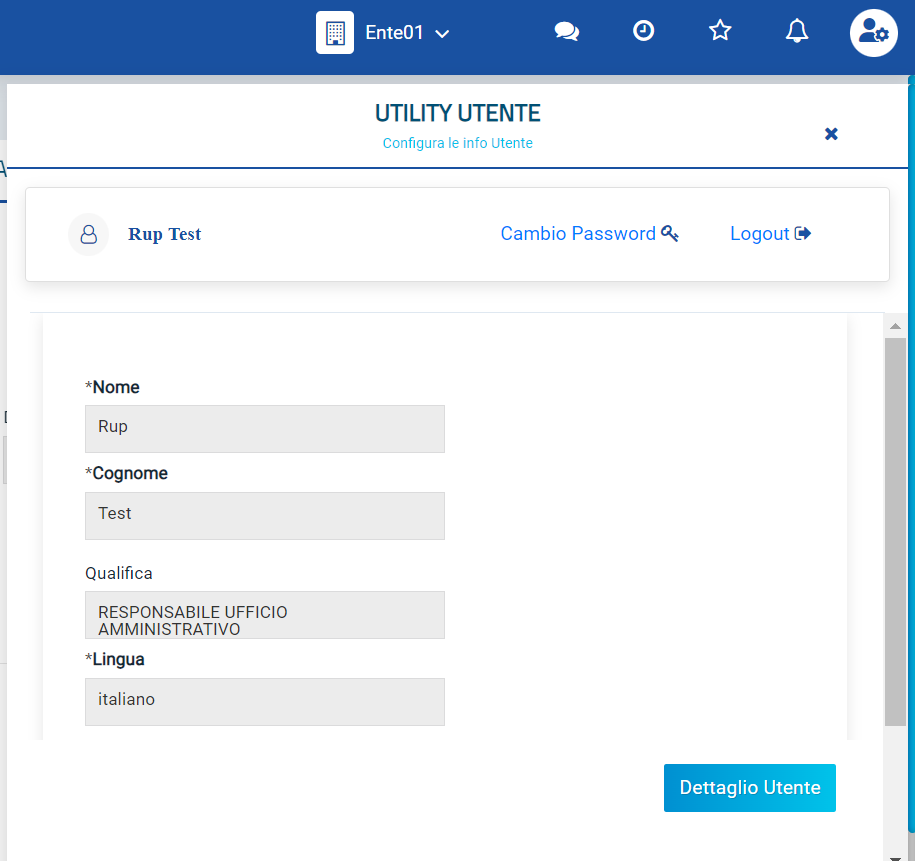 Ente01
UTILITY UTENTE
Configura le info Utente
Rup Test
Cambio Password
Logout
*Nome
Rup
*Cognome
Test
Qualifica
RESPONSABILE UFFICIO
AMMINISTRATIVO
*Lingua
italiano
Dettaglio Utente